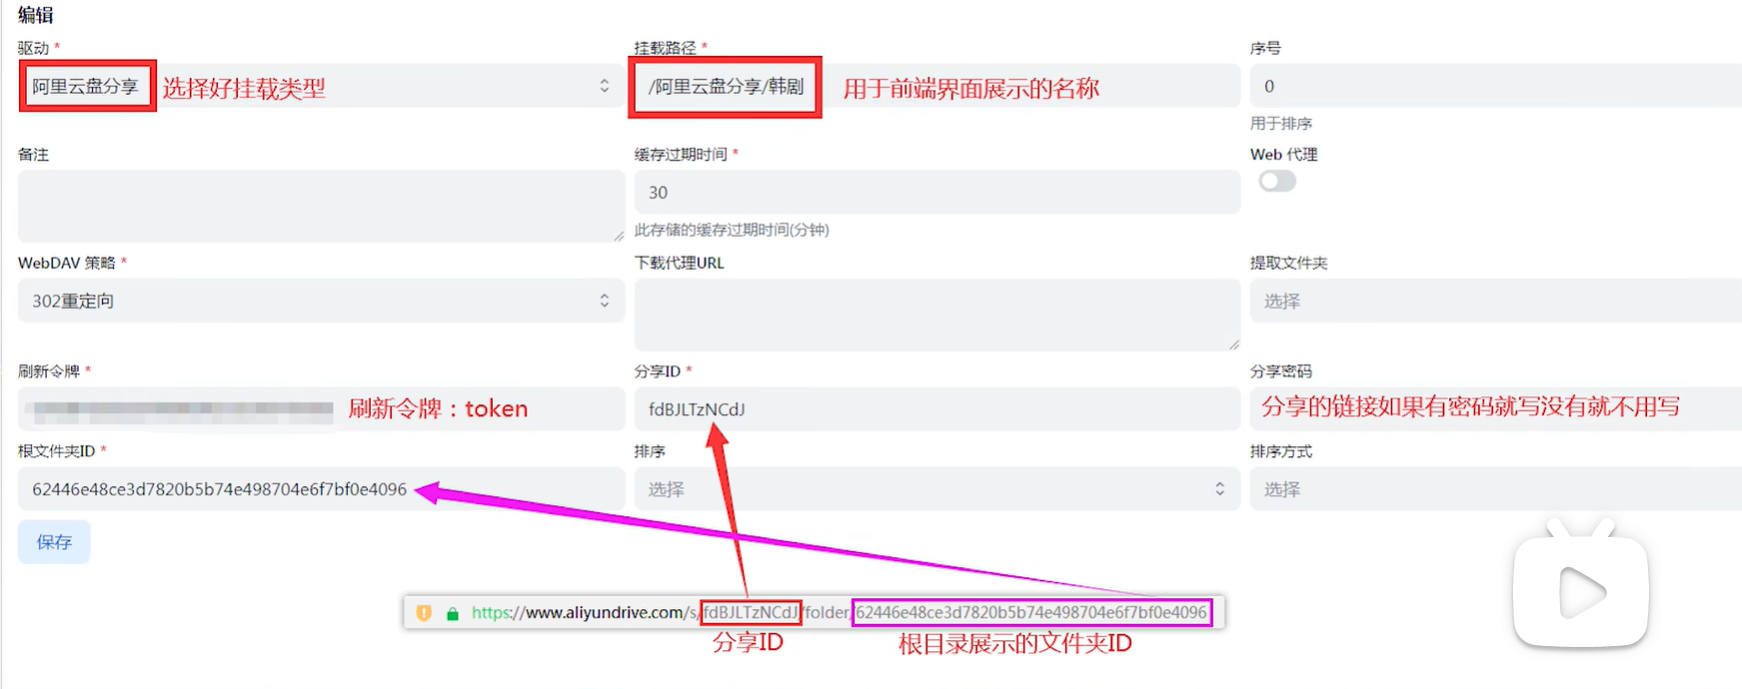 编辑
驱动 *
挂载路径 *
序号
阿里云盘分享
选择好挂载类型
/阿里云盘分享/韩剧
用于前端界面展示的名称
0
用于排序
备注
缓存过期时间 *
Web 代理
30
此存储的缓存过期时间(分钟)
WebDAV 策略 *
下载代理URL
提取文件夹
302重定向
选择
刷新令牌 *
分享ID *
分享密码
刷新令牌：token
fdBJLTzNCdJ
分享的链接如果有密码就写没有就不用写
根文件夹ID *
排序
排序方式
62446e48ce3d7820b5b74e498704e6f7bf0e4096
选择
选择
保存
https://www.aliyundrive.com/s/fdBJLTzNCdJ/folder/62446e48ce3d7820b5b74e498704e6f7bf0e4096
分享ID
根目录展示的文件夹ID